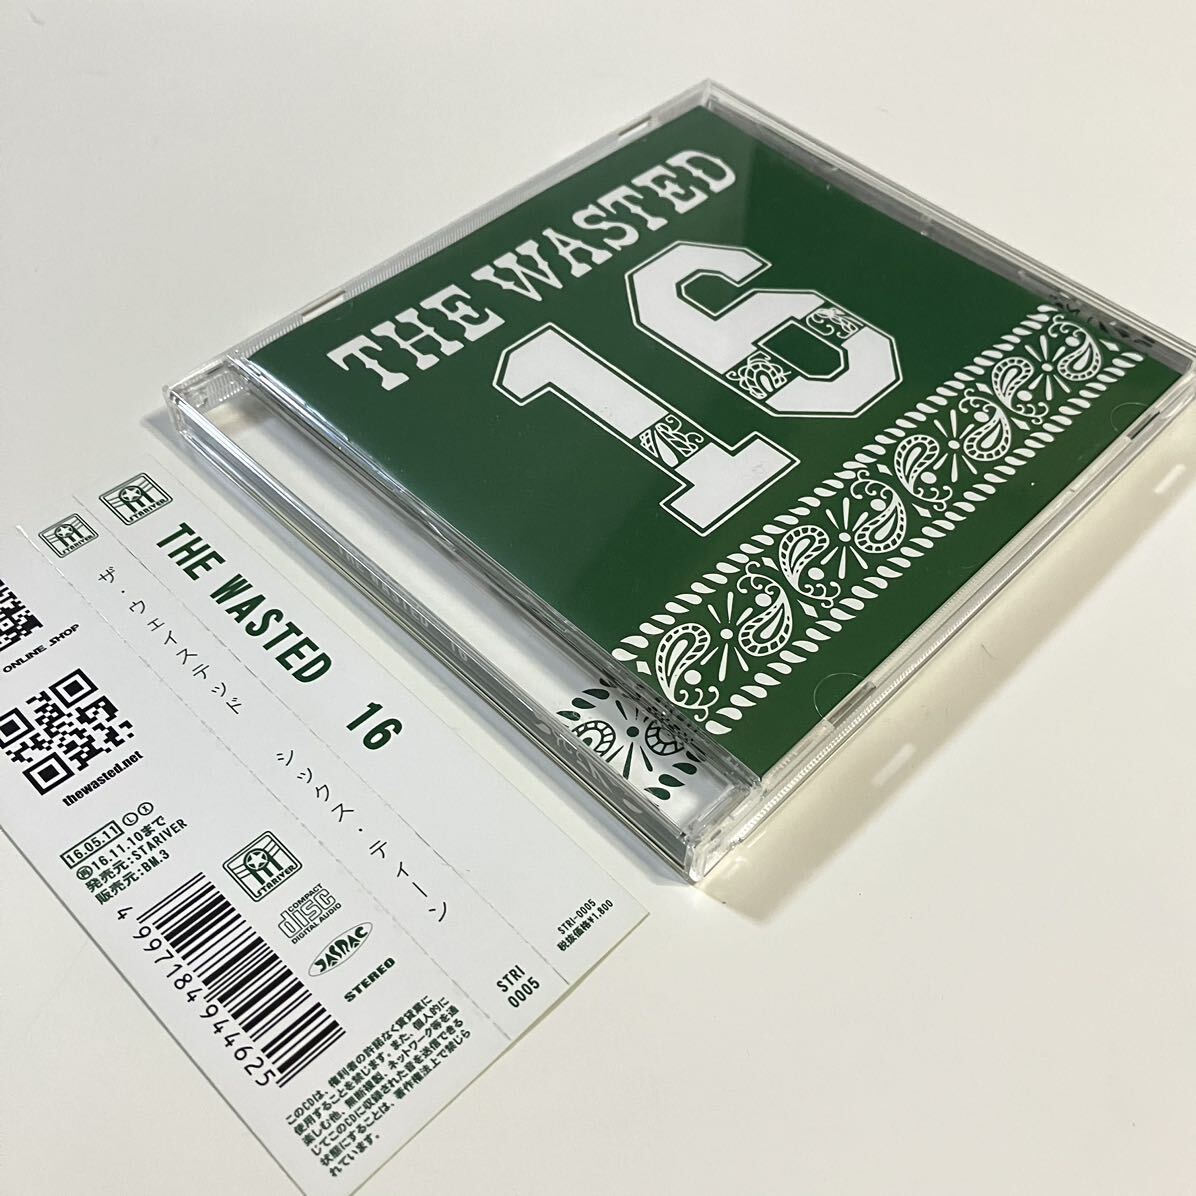 THE WASTED
16
STARIVER
THE WASTED 16
STARIVER
ザ・ウェイステッド シックス・ティーン
ONLINE SHOP
thewasted.net
16.05.11 Ⓛ Ⓘ
㊢16.11.10まで
発売元:STARIVER
販売元:BM.3
4997184944625
STARIVER
COMPACT
disc
DIGITAL AUDIO
JASRAC
STEREO
STRI-0005
税抜価格¥1,800
STRI
0005
このCDは、権利者の許諾なく賃貸業に
使用することを禁じます。また、個人的に
楽しむ他、無断複製、ネットワーク等を通
じてこのCDに収録された音を送信できる
状態にすることは、著作権法上で禁じら
れています。